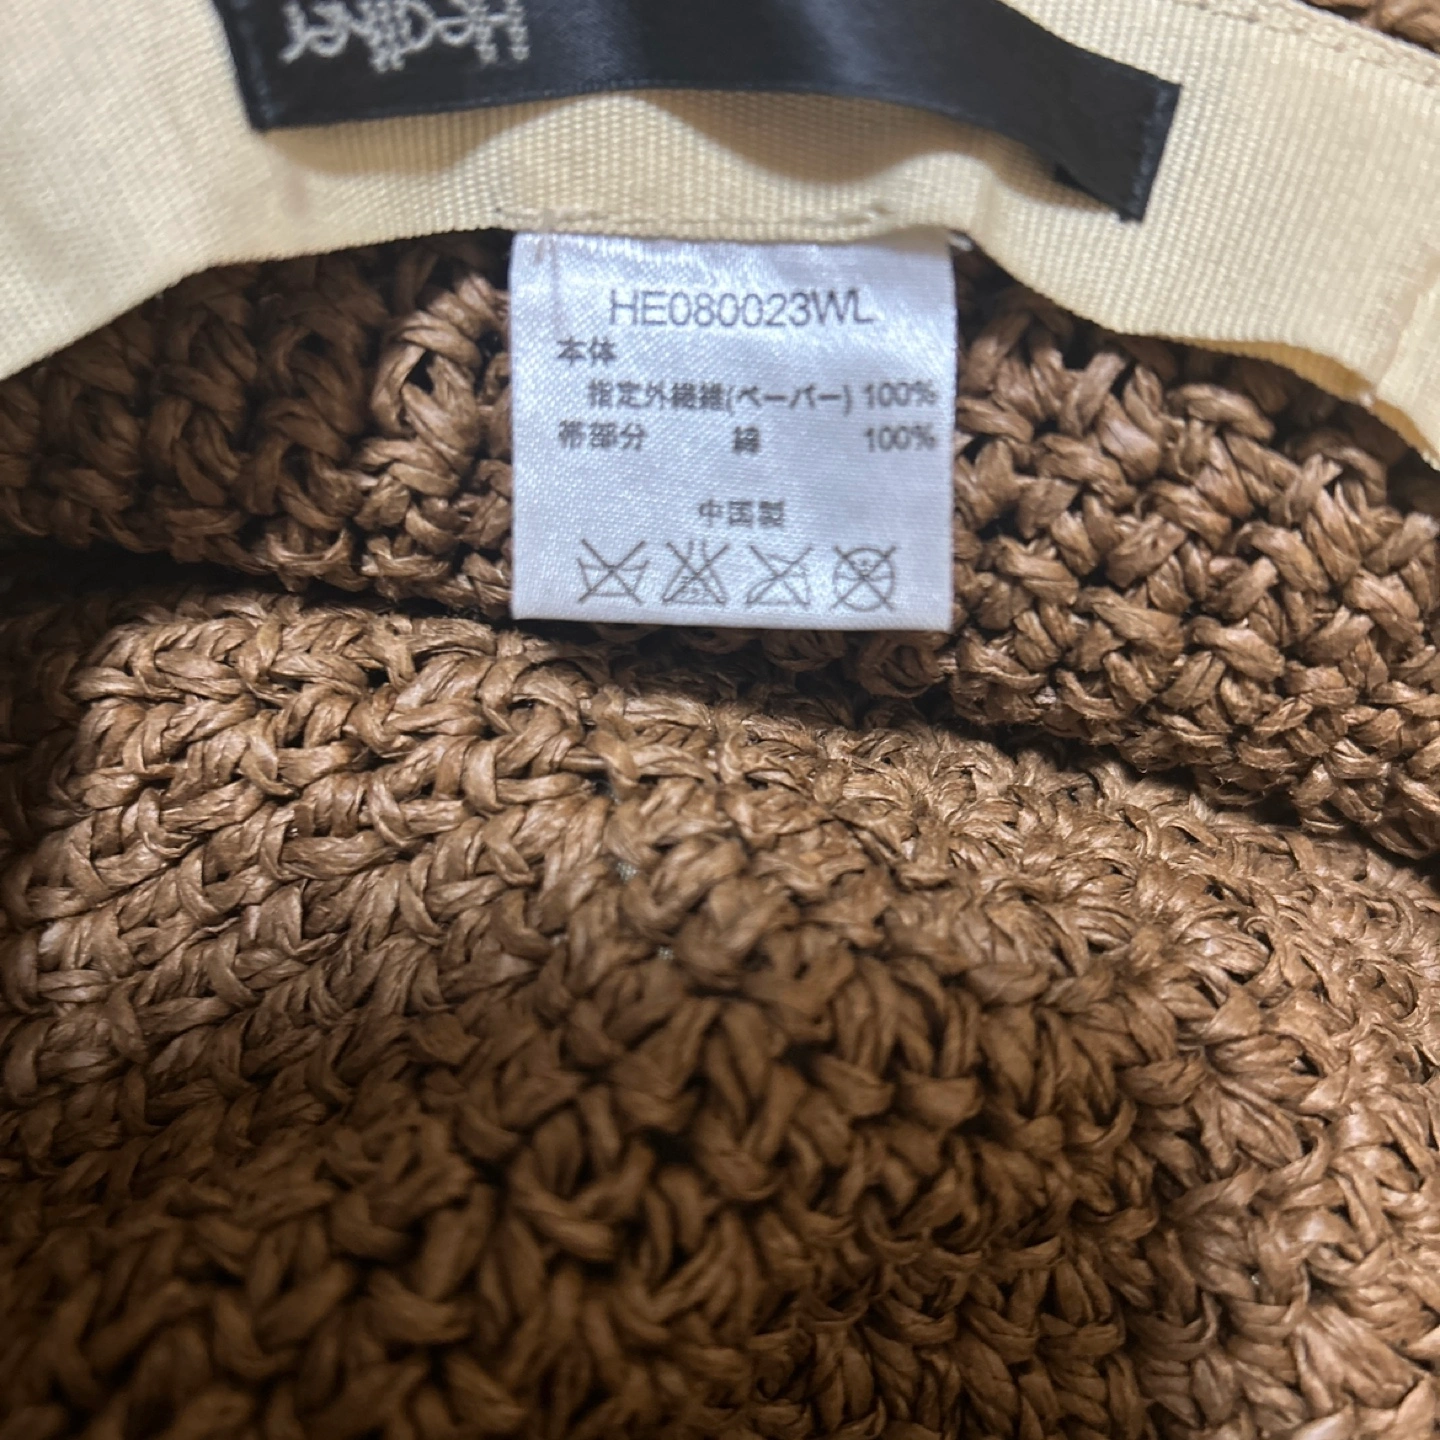 HE080023WL
本体
指定外繊維(ペーパー) 100%
帯部分 綿 100%
中国製